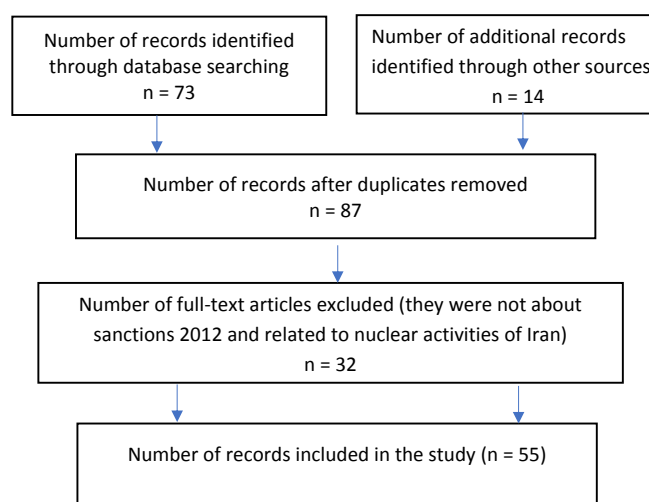 Number of records identified
through database searching
n = 73
Number of additional records
identified through other sources
n = 14
Number of records after duplicates removed
n = 87
Number of full-text articles excluded (they were not about
sanctions 2012 and related to nuclear activities of Iran)
n = 32
Number of records included in the study (n = 55)